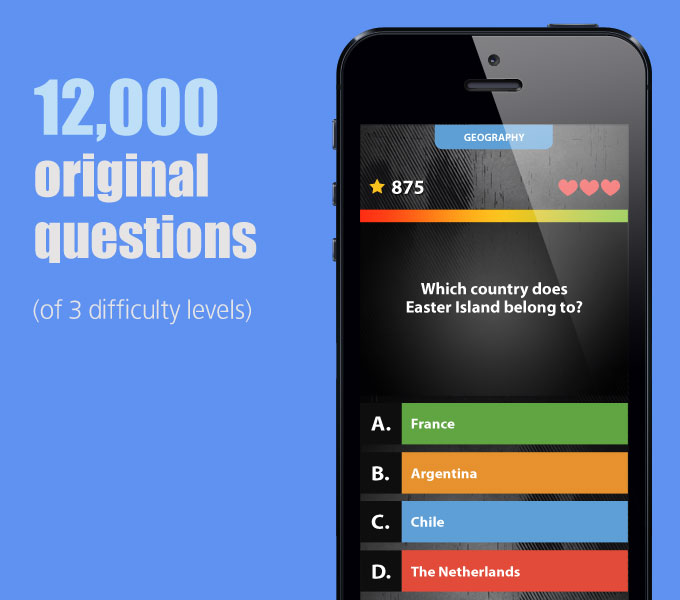 12,000
original
questions
(of 3 difficulty levels)
GEOGRAPHY
875
Which country does
Easter Island belong to?
A. France
B. Argentina
C. Chile
D. The Netherlands